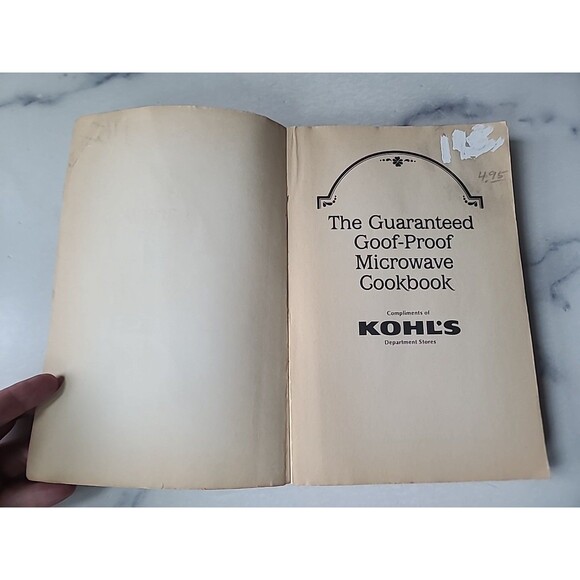 4.95
The Guaranteed
Goof-Proof
Microwave
Cookbook
Compliments of
KOHL'S
Department Stores